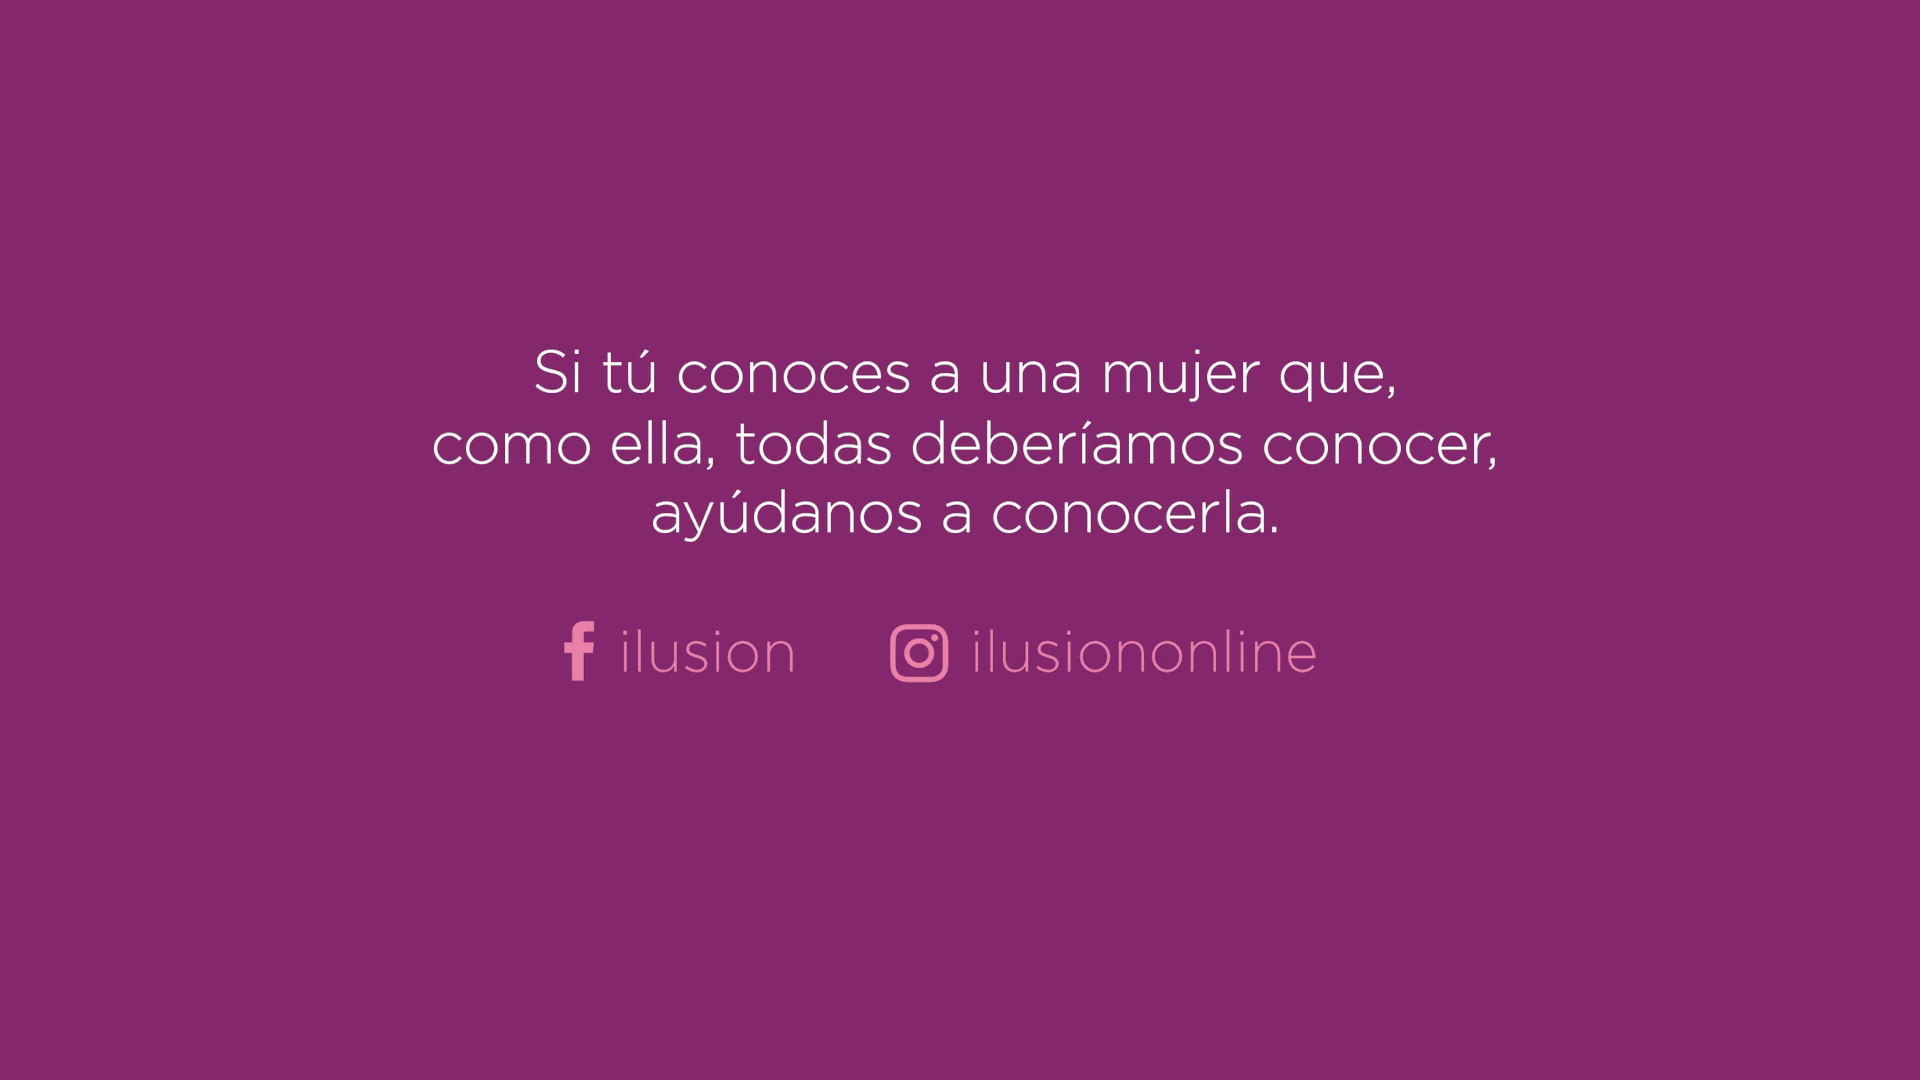 Si tú conoces a una mujer que,
como ella, todas deberíamos conocer,
ayúdanos a conocerla.
ilusion ilusiononline